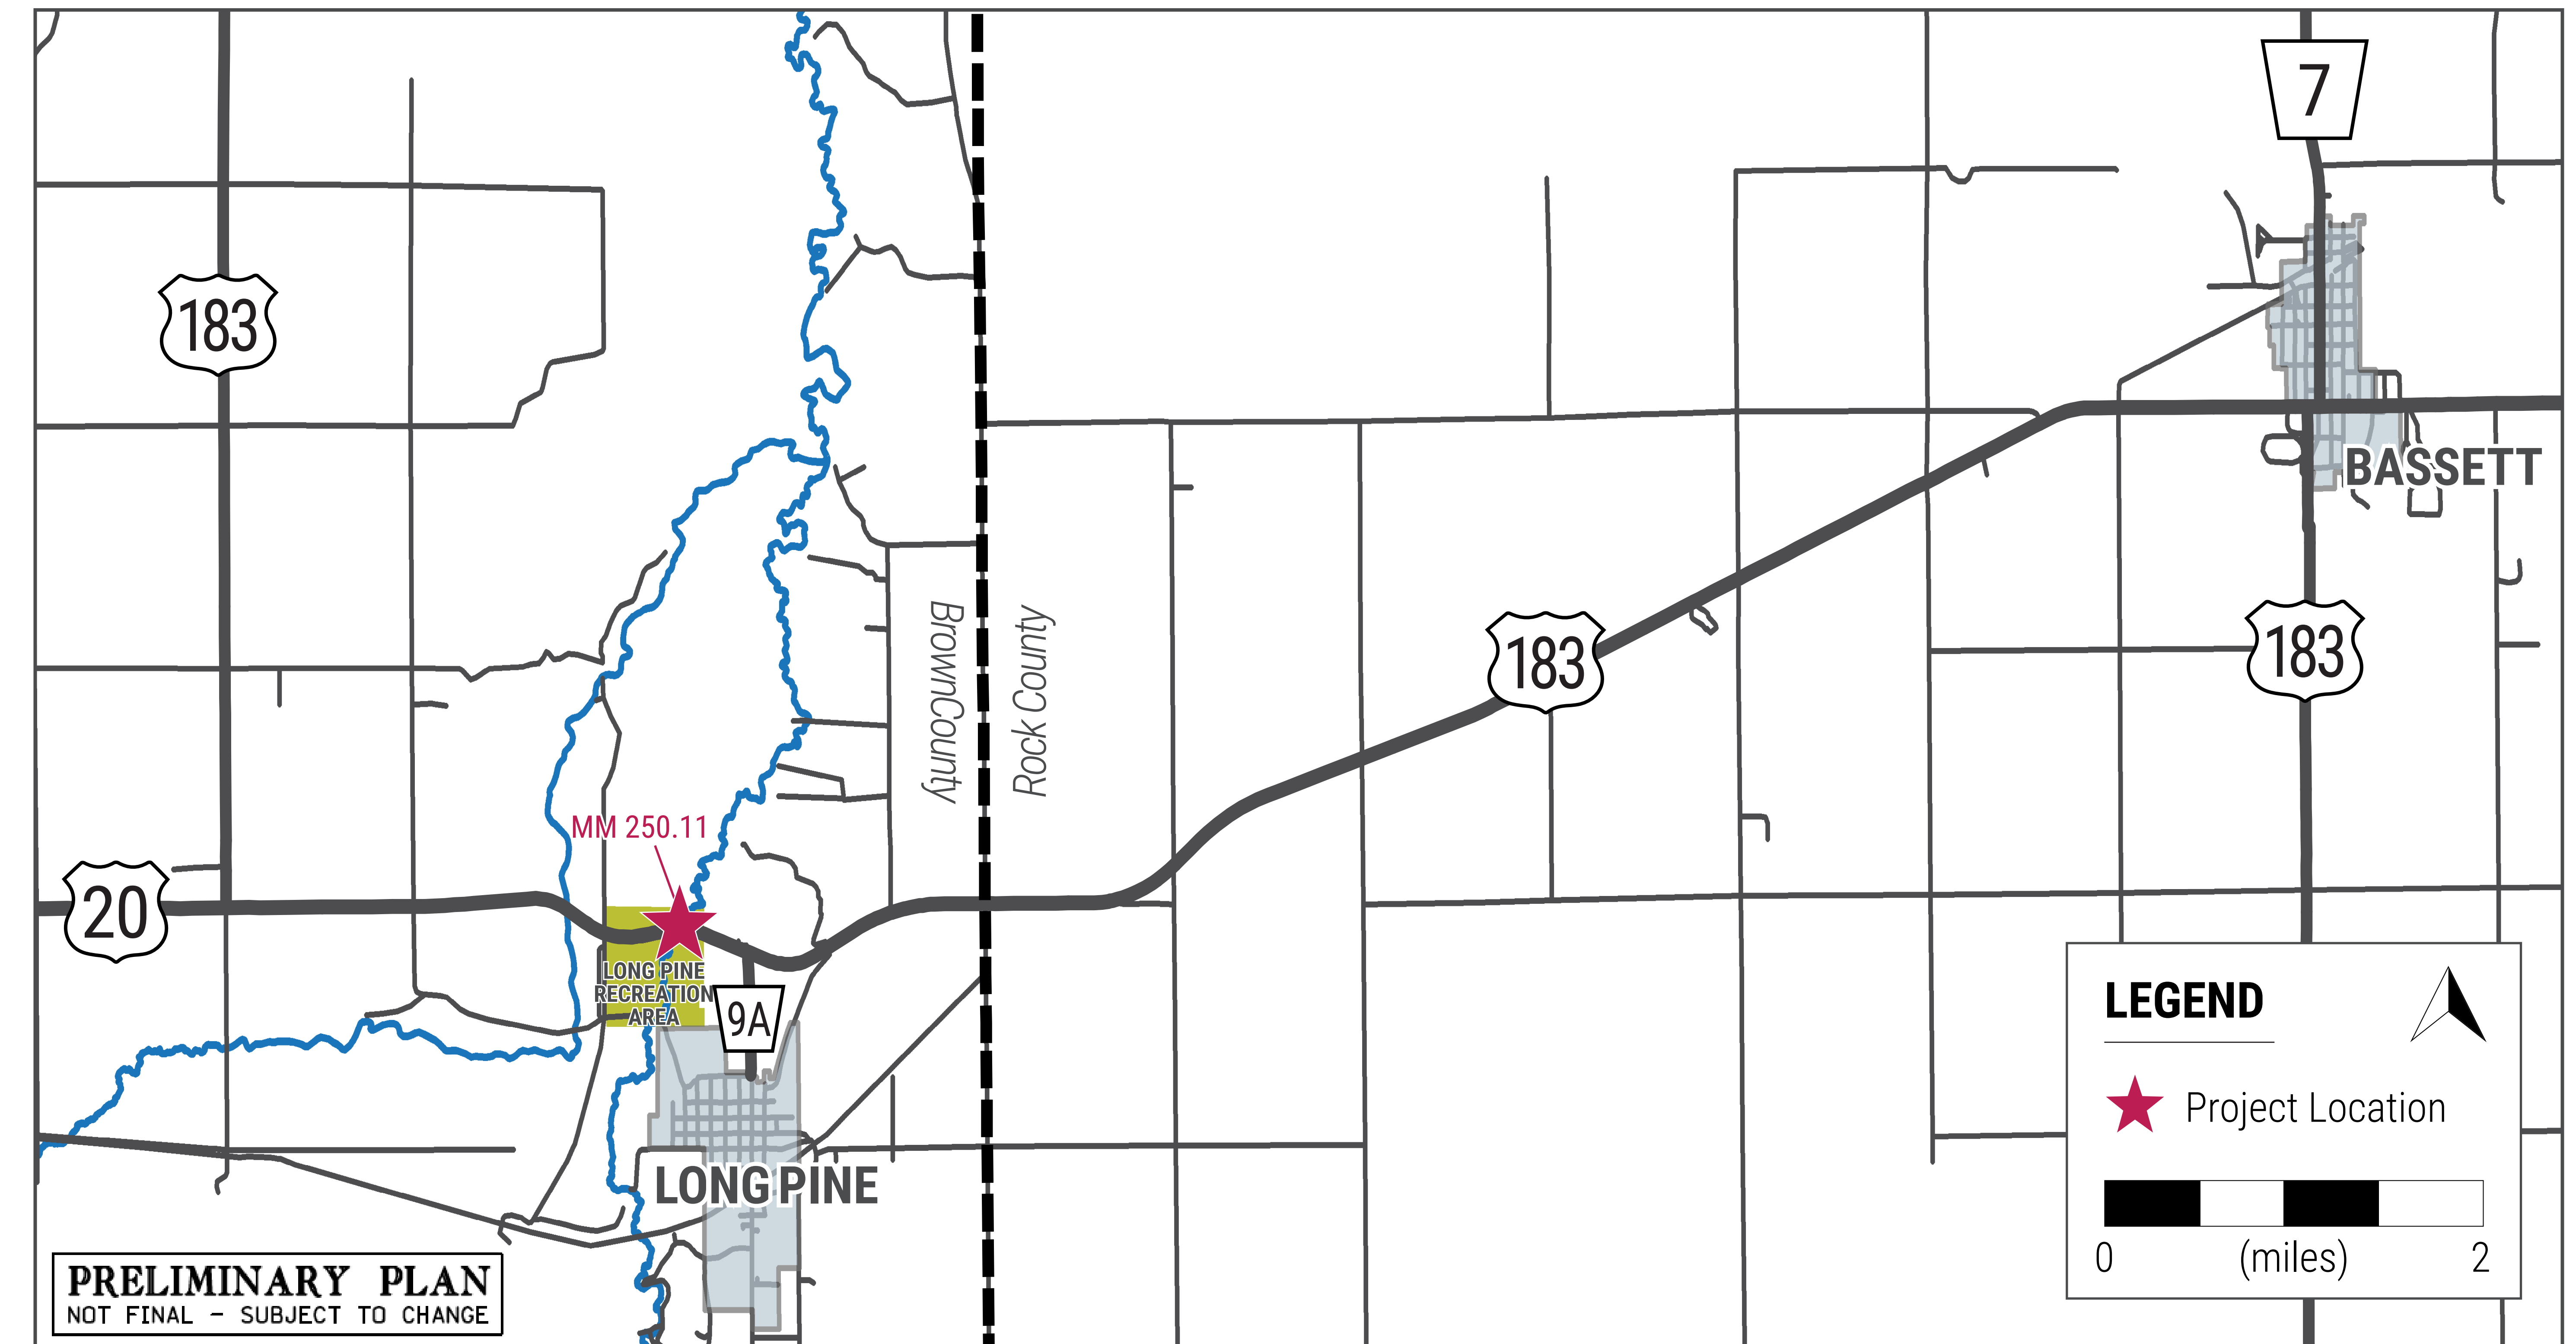 7
183
BASSETT
183
183
BrownCounty
Rock County
MM 250.11
20
LONG PINE
RECREATION
AREA
9A
LONG PINE
LEGEND
Project Location
0 (miles) 2
PRELIMINARY PLAN
NOT FINAL - SUBJECT TO CHANGE